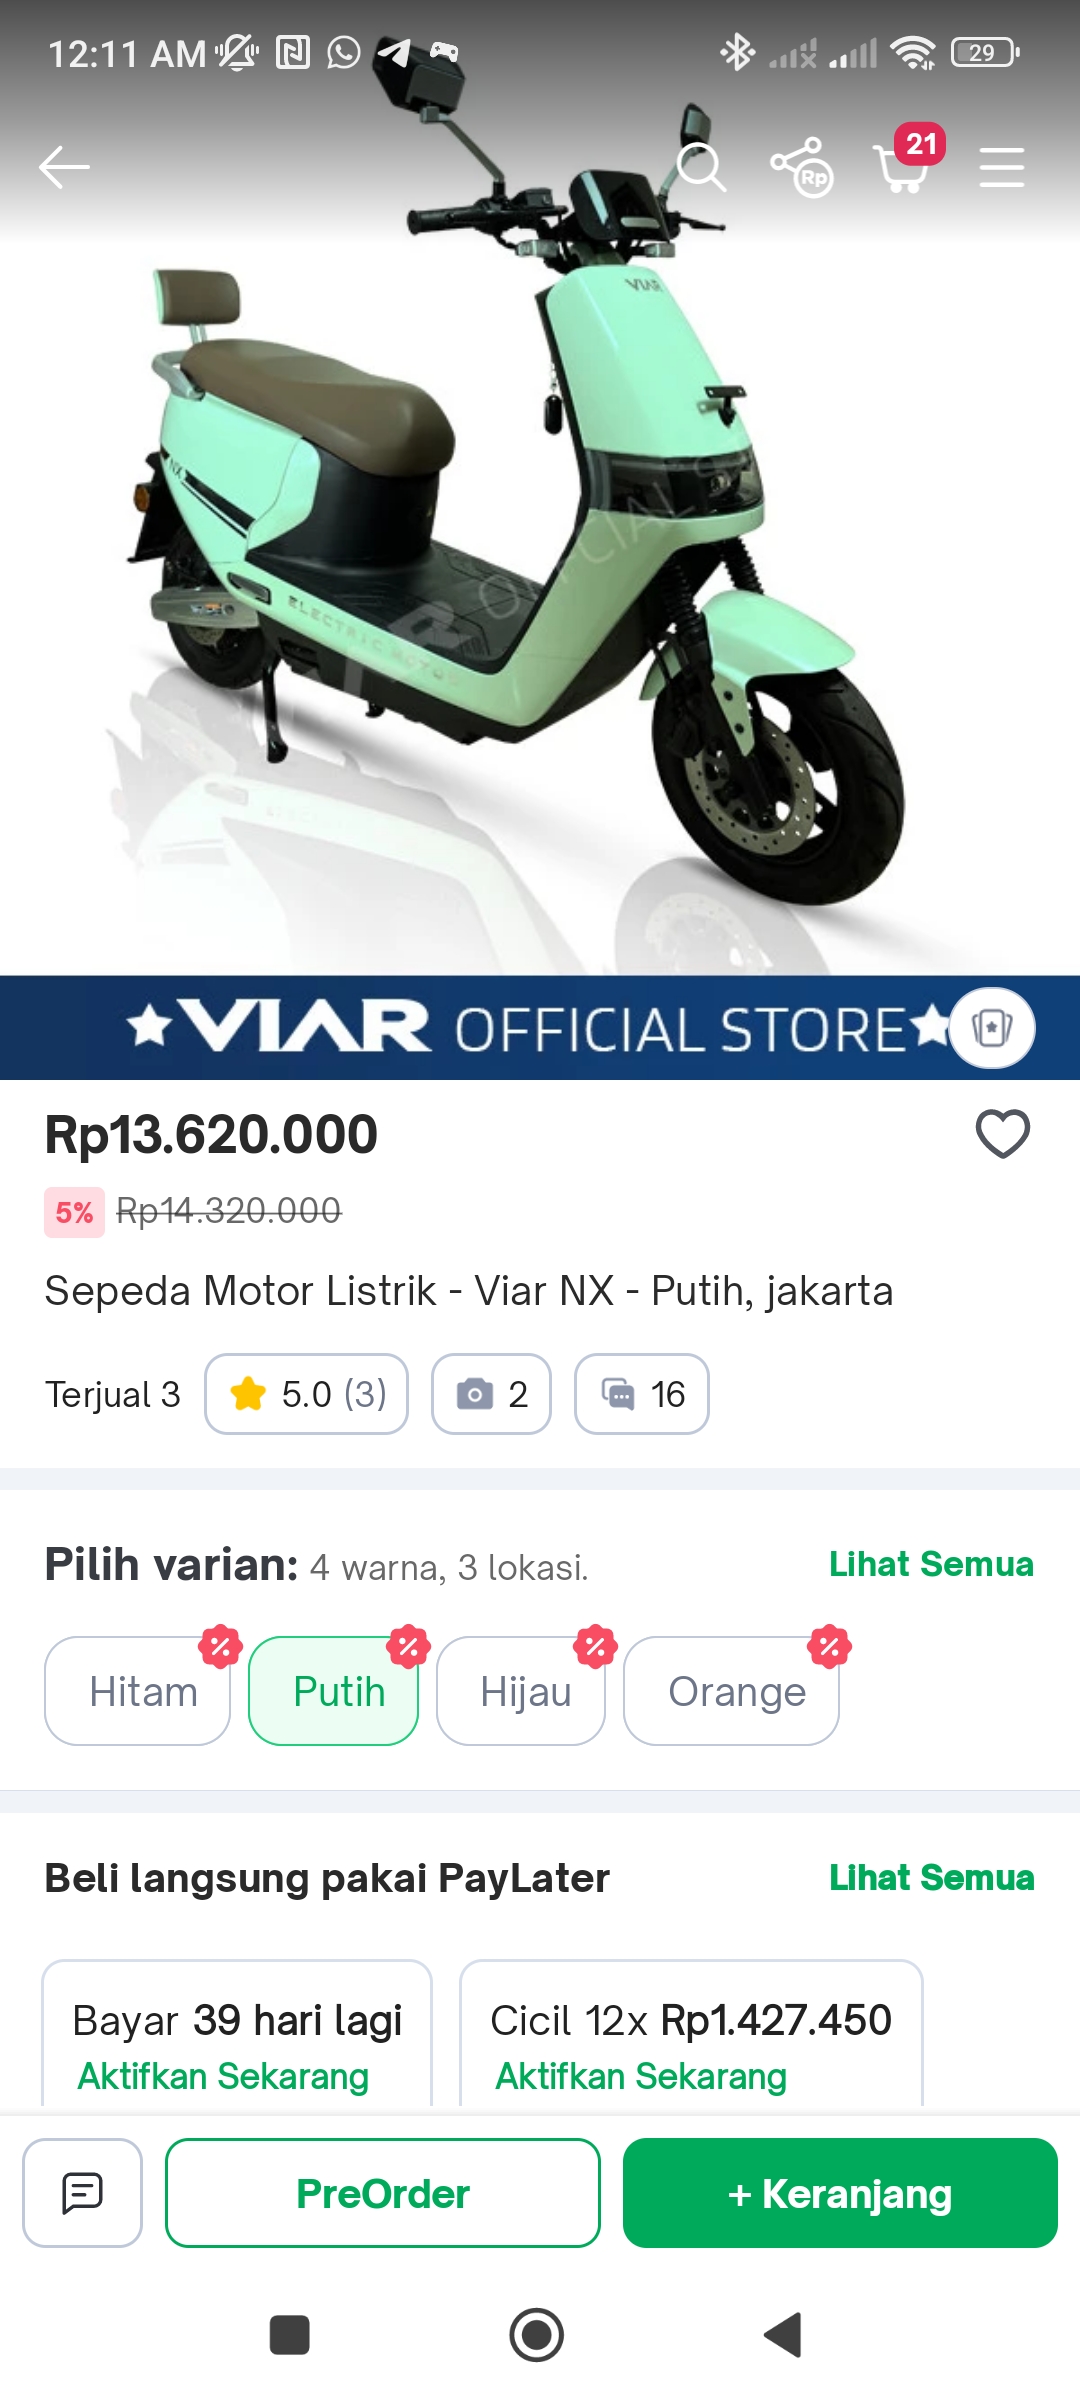 12:11 AM
29
21
Rp
VIAR
NX
ELECTRIC MOTOR
VIAR OFFICIAL STORE
Rp13.620.000
5% Rp14.320.000
Sepeda Motor Listrik - Viar NX - Putih, jakarta
Terjual 3 5.0 (3) 2 16
Pilih varian: 4 warna, 3 lokasi. Lihat Semua
Hitam Putih Hijau Orange
Beli langsung pakai PayLater Lihat Semua
Bayar 39 hari lagi Cicil 12x Rp1.427.450
Aktifkan Sekarang Aktifkan Sekarang
PreOrder + Keranjang